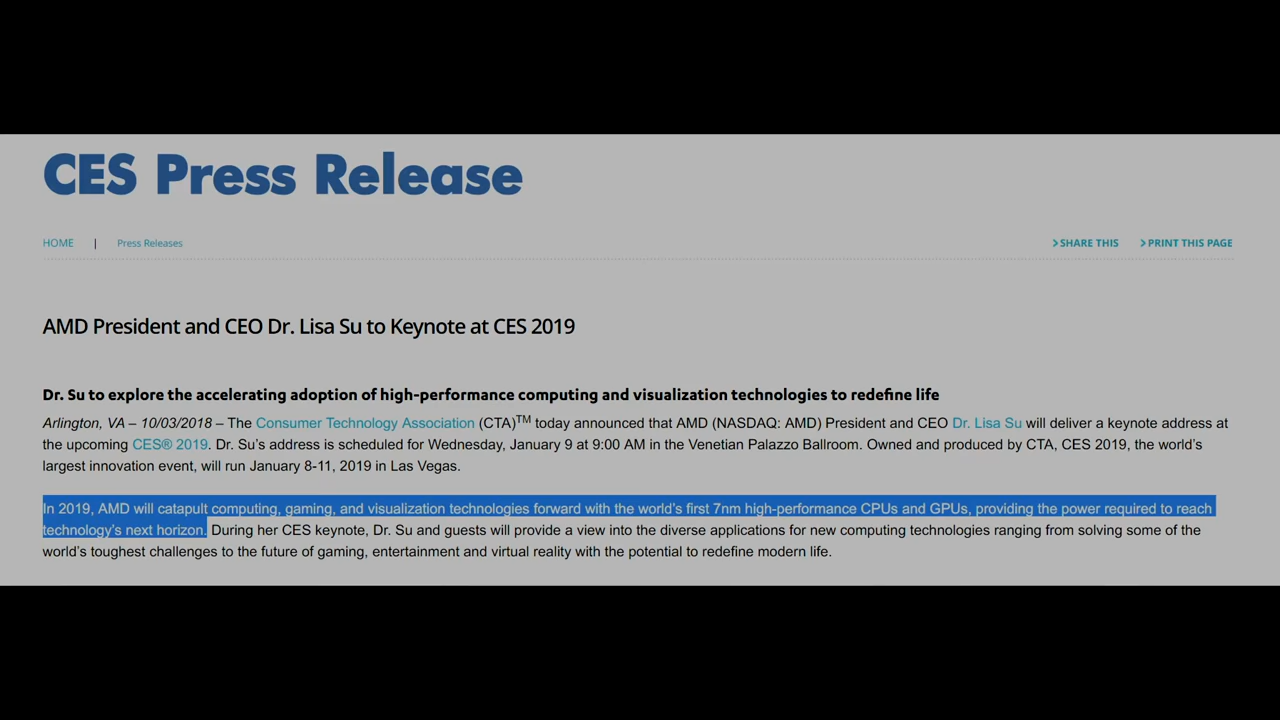 CES Press Release
HOME | Press Releases
>SHARE THIS >PRINT THIS PAGE
AMD President and CEO Dr. Lisa Su to Keynote at CES 2019
Dr. Su to explore the accelerating adoption of high-performance computing and visualization technologies to redefine life
Arlington, VA – 10/03/2018 – The Consumer Technology Association (CTA)TM today announced that AMD (NASDAQ: AMD) President and CEO Dr. Lisa Su will deliver a keynote address at
the upcoming CES® 2019. Dr. Su’s address is scheduled for Wednesday, January 9 at 9:00 AM in the Venetian Palazzo Ballroom. Owned and produced by CTA, CES 2019, the world’s
largest innovation event, will run January 8-11, 2019 in Las Vegas.
In 2019, AMD will catapult computing, gaming, and visualization technologies forward with the world’s first 7nm high-performance CPUs and GPUs, providing the power required to reach
technology’s next horizon. During her CES keynote, Dr. Su and guests will provide a view into the diverse applications for new computing technologies ranging from solving some of the
world’s toughest challenges to the future of gaming, entertainment and virtual reality with the potential to redefine modern life.